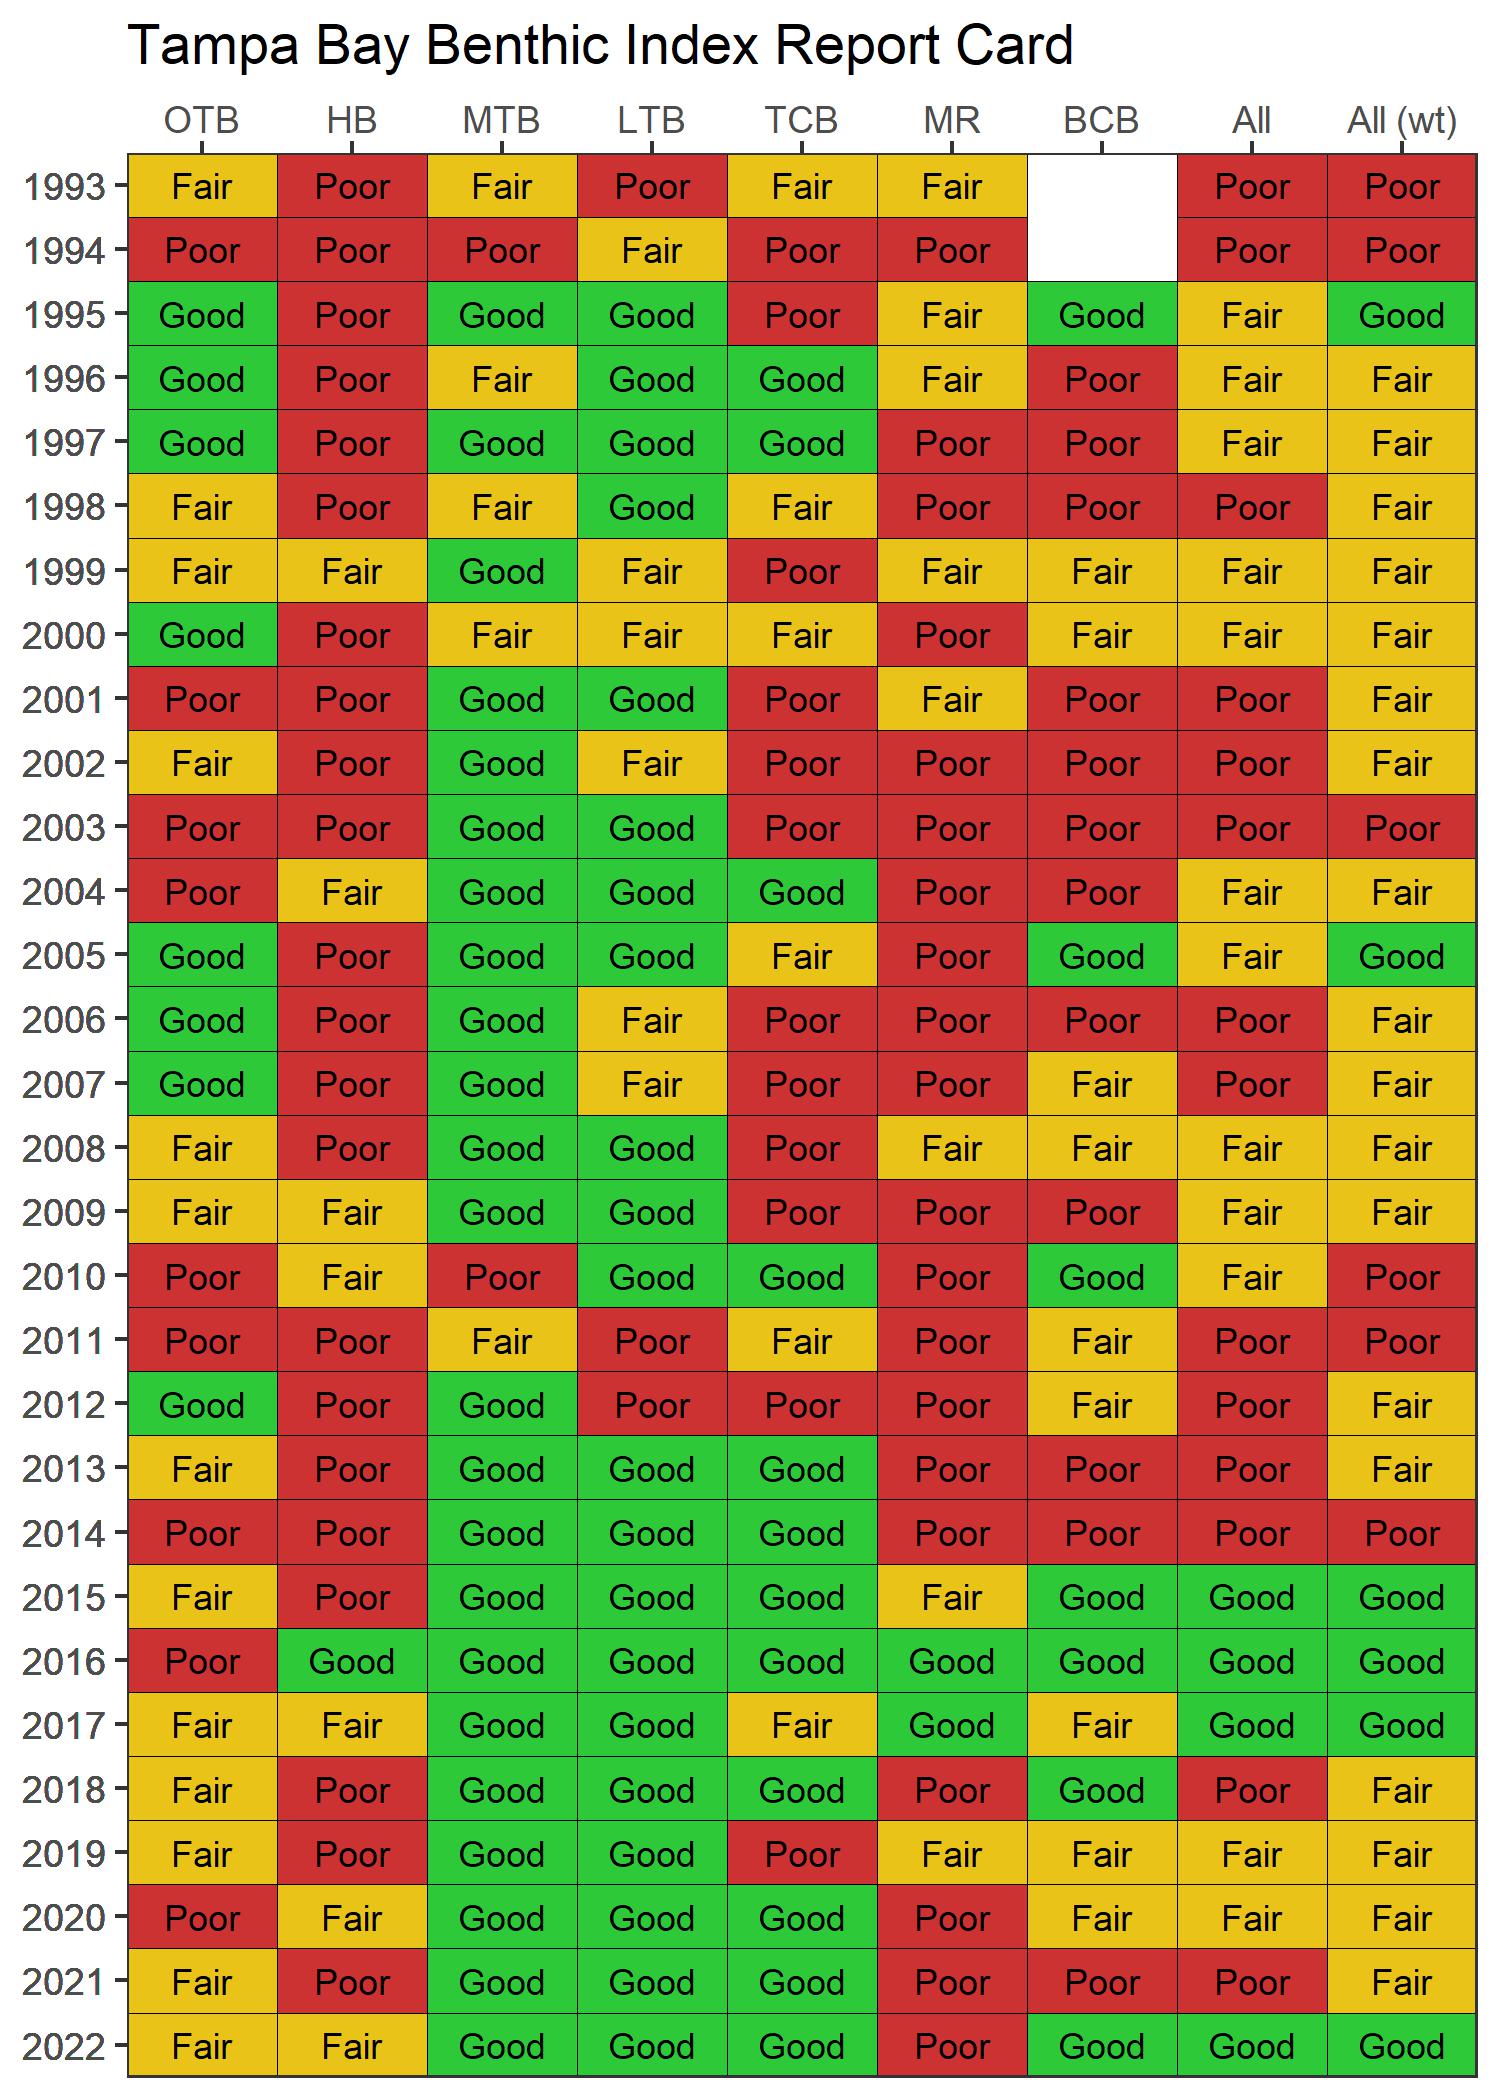 Tampa Bay Benthic Index Report Card
OTB HB MTB LTB TCB MR BCB All All (wt)
1993 Fair Poor Fair Poor Fair Fair Poor Poor
1994 Poor Poor Poor Fair Poor Poor Poor Poor
1995 Good Poor Good Good Poor Fair Good Fair Good
1996 Good Poor Fair Good Good Fair Poor Fair Fair
1997 Good Poor Good Good Good Poor Poor Fair Fair
1998 Fair Poor Fair Good Fair Poor Poor Poor Fair
1999 Fair Fair Good Fair Poor Fair Fair Fair Fair
2000 Good Poor Fair Fair Fair Poor Fair Fair Fair
2001 Poor Poor Good Good Poor Fair Poor Poor Fair
2002 Fair Poor Good Fair Poor Poor Poor Poor Fair
2003 Poor Poor Good Good Poor Poor Poor Poor Poor
2004 Poor Fair Good Good Good Poor Poor Fair Fair
2005 Good Poor Good Good Fair Poor Good Fair Good
2006 Good Poor Good Fair Poor Poor Poor Poor Fair
2007 Good Poor Good Fair Poor Poor Fair Poor Fair
2008 Fair Poor Good Good Poor Fair Fair Fair Fair
2009 Fair Fair Good Good Poor Poor Poor Fair Fair
2010 Poor Fair Poor Good Good Poor Good Fair Poor
2011 Poor Poor Fair Poor Fair Poor Fair Poor Poor
2012 Good Poor Good Poor Poor Poor Fair Poor Fair
2013 Fair Poor Good Good Good Poor Poor Poor Fair
2014 Poor Poor Good Good Good Poor Poor Poor Poor
2015 Fair Poor Good Good Good Fair Good Good Good
2016 Poor Good Good Good Good Good Good Good Good
2017 Fair Fair Good Good Fair Good Fair Good Good
2018 Fair Poor Good Good Good Poor Good Poor Fair
2019 Fair Poor Good Good Poor Fair Fair Fair Fair
2020 Poor Fair Good Good Good Poor Fair Fair Fair
2021 Fair Poor Good Good Good Poor Poor Poor Fair
2022 Fair Fair Good Good Good Poor Good Good Good